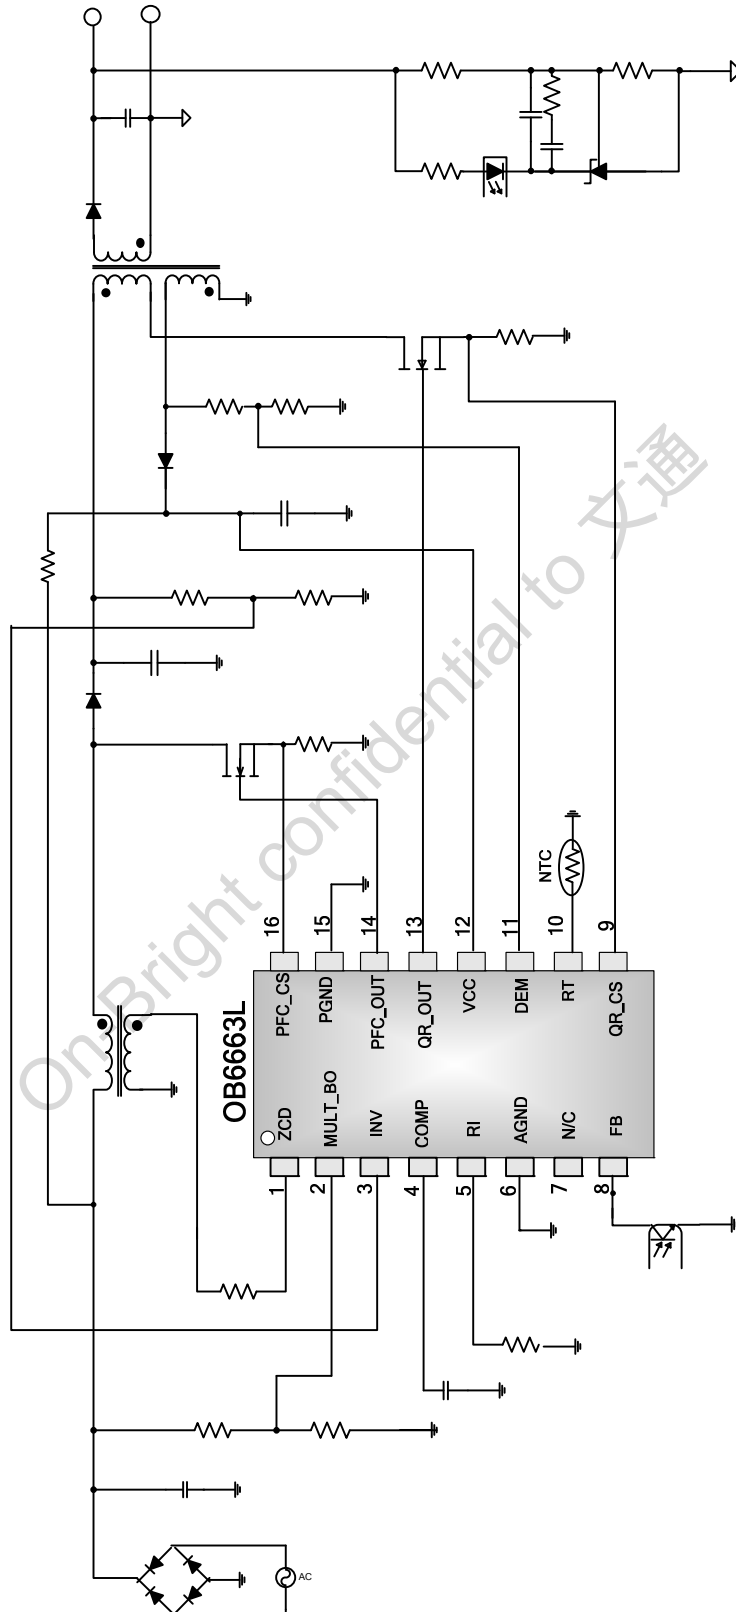 On-Bright confidential to 文通
NTC
16
15
14
13
12
11
10
9
PFC_CS
PGND
PFC_OUT
QR_OUT
VCC
DEM
RT
QR_CS
OB6663L
ZCD
MULT_BO
INV
COMP
RI
AGND
N/C
FB
1
2
3
4
5
6
7
8
AC